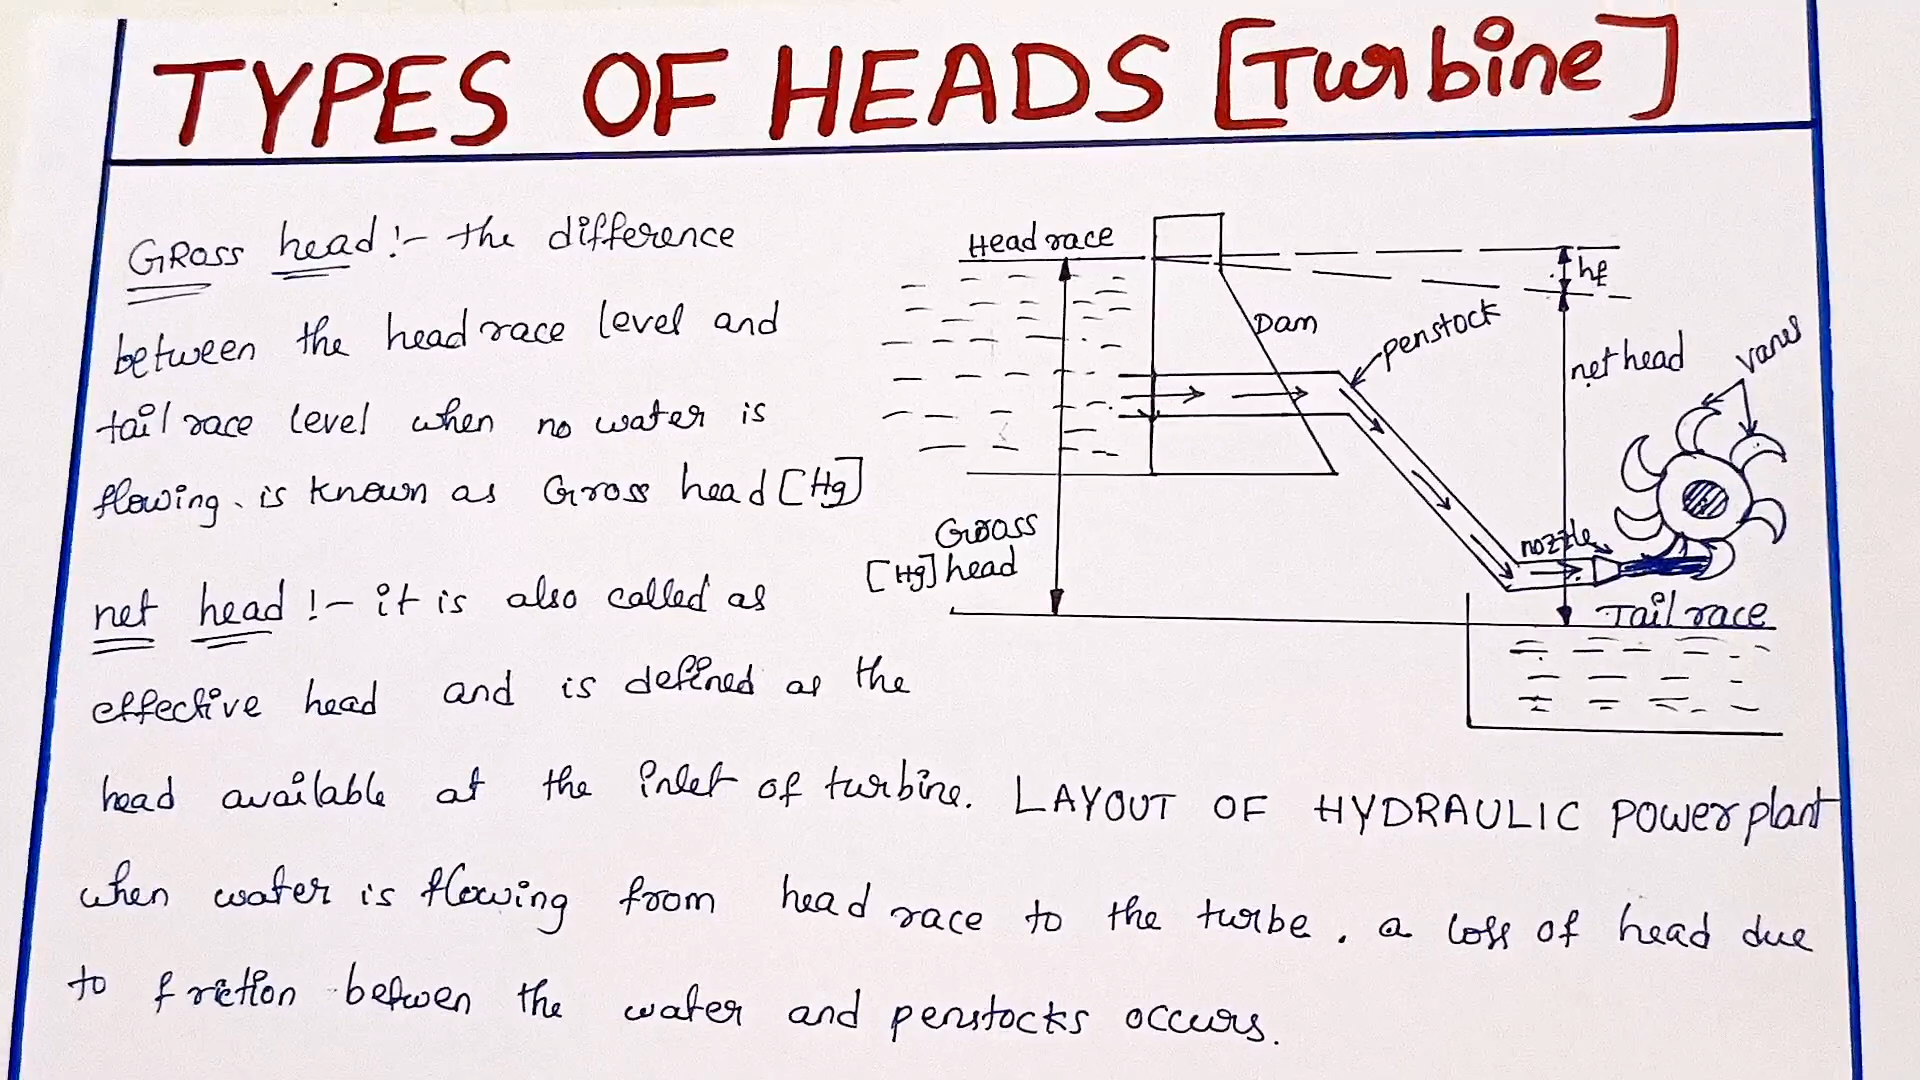 TYPES OF HEADS [Turbine]
Gross head :- the difference
between the head race level and
tail race level when no water is
flowing. is known as Gross head [Hg]
net head :- it is also called as
effective head and is defined as the
head available at the inlet of turbine.
when water is flowing from head race to the turbe. a loss of head due
to friction betwen the water and penstocks occurs.
Head race
hf
Dam
penstock
net head
vanes
Gross
[Hg] head
nozzle
Tail race
LAYOUT OF HYDRAULIC Power plant